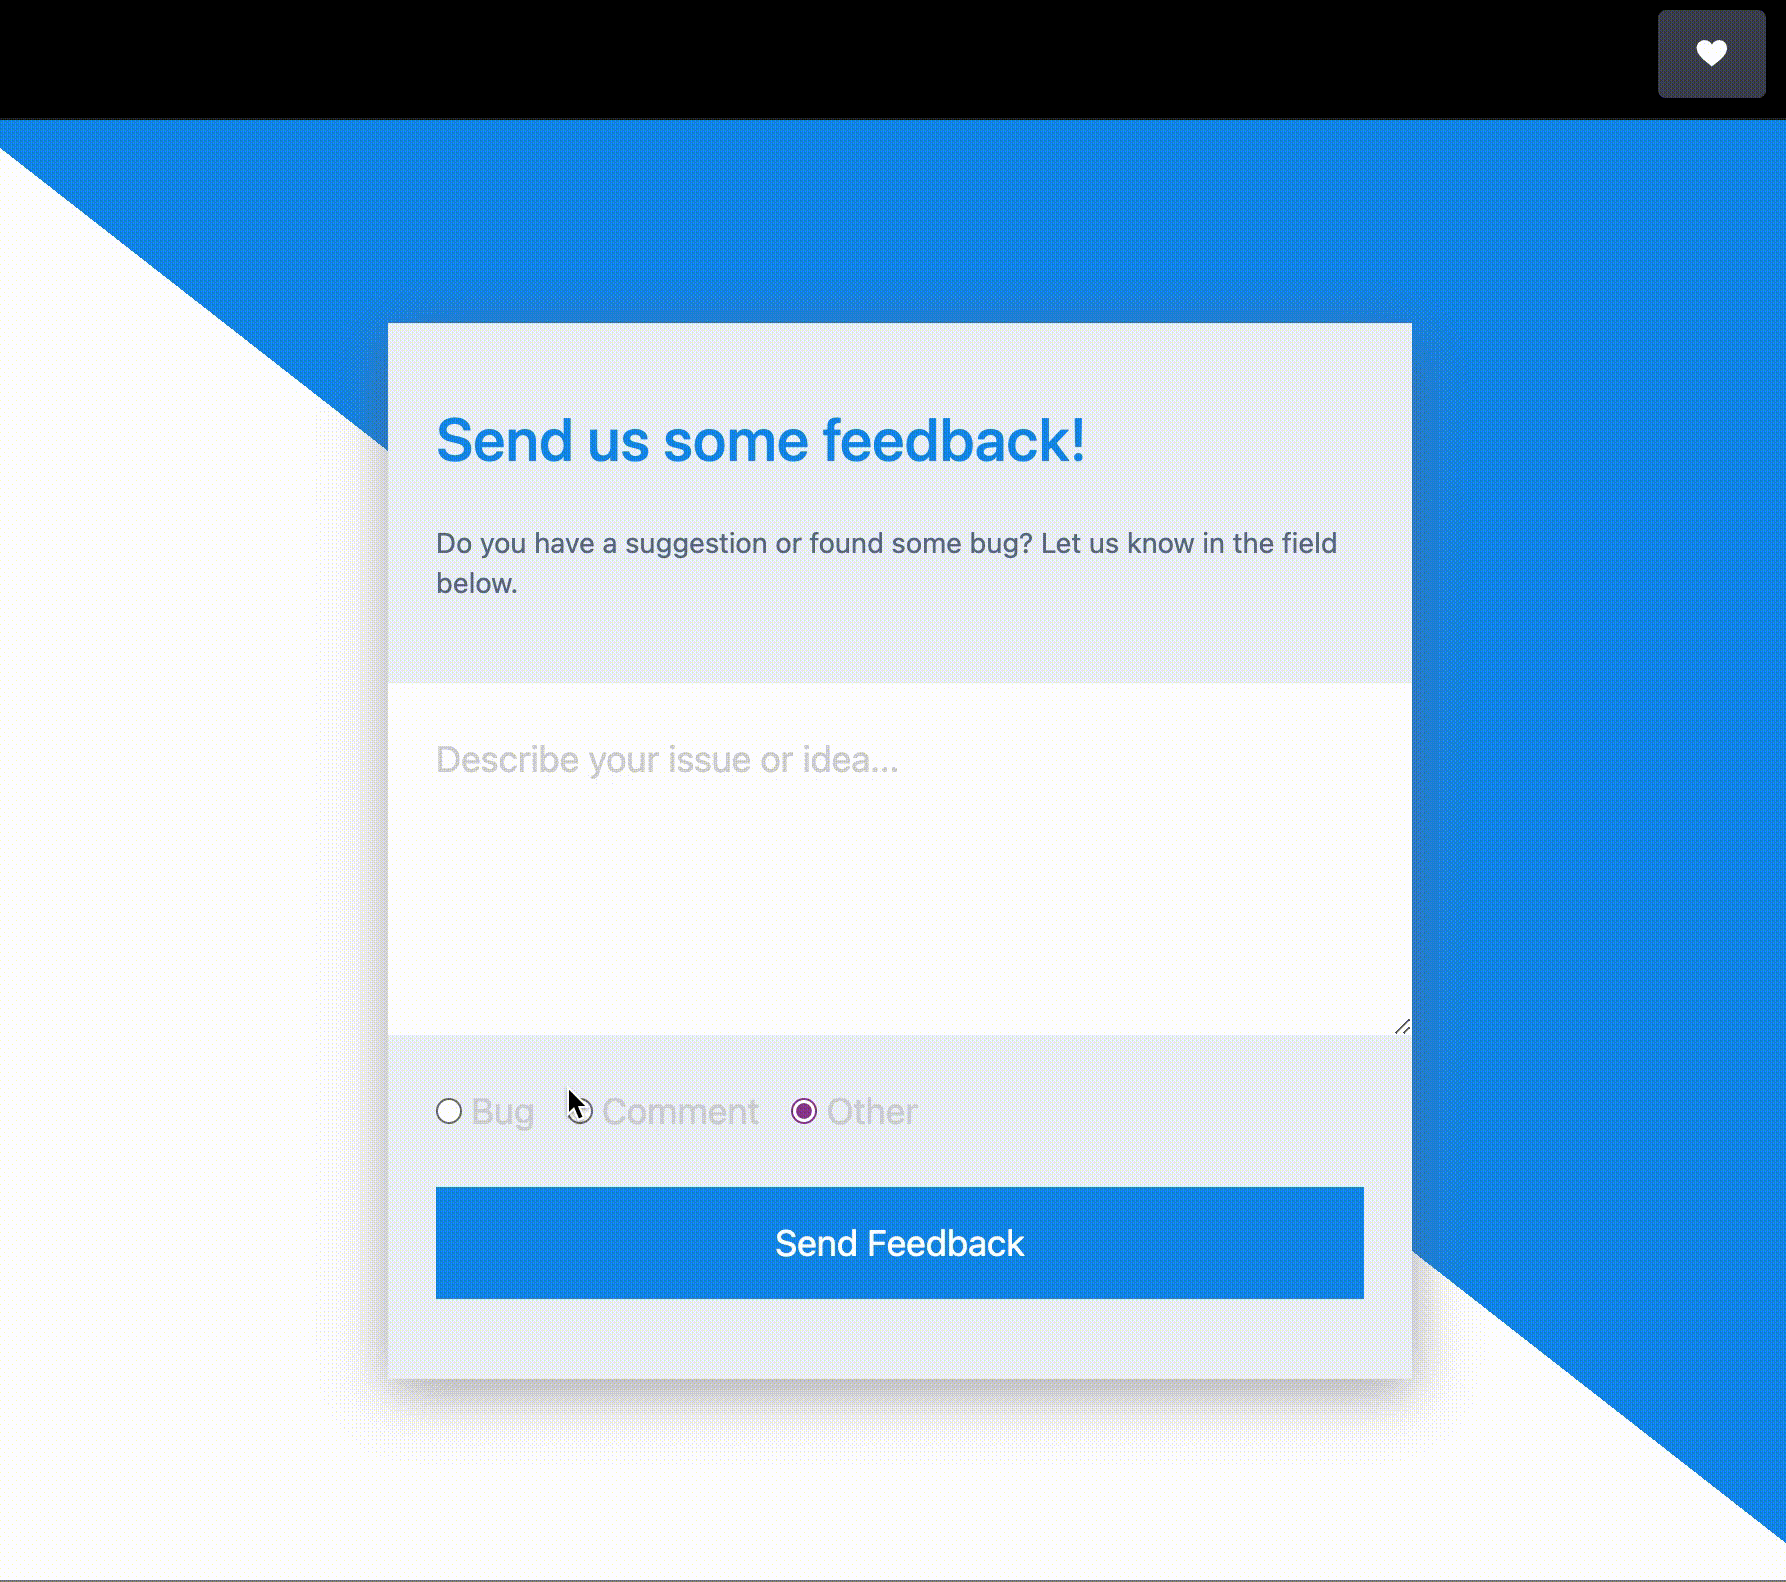 Send us some feedback!
Do you have a suggestion or found some bug? Let us know in the field
below.
Describe your issue or idea...
Bug Comment Other
Send Feedback